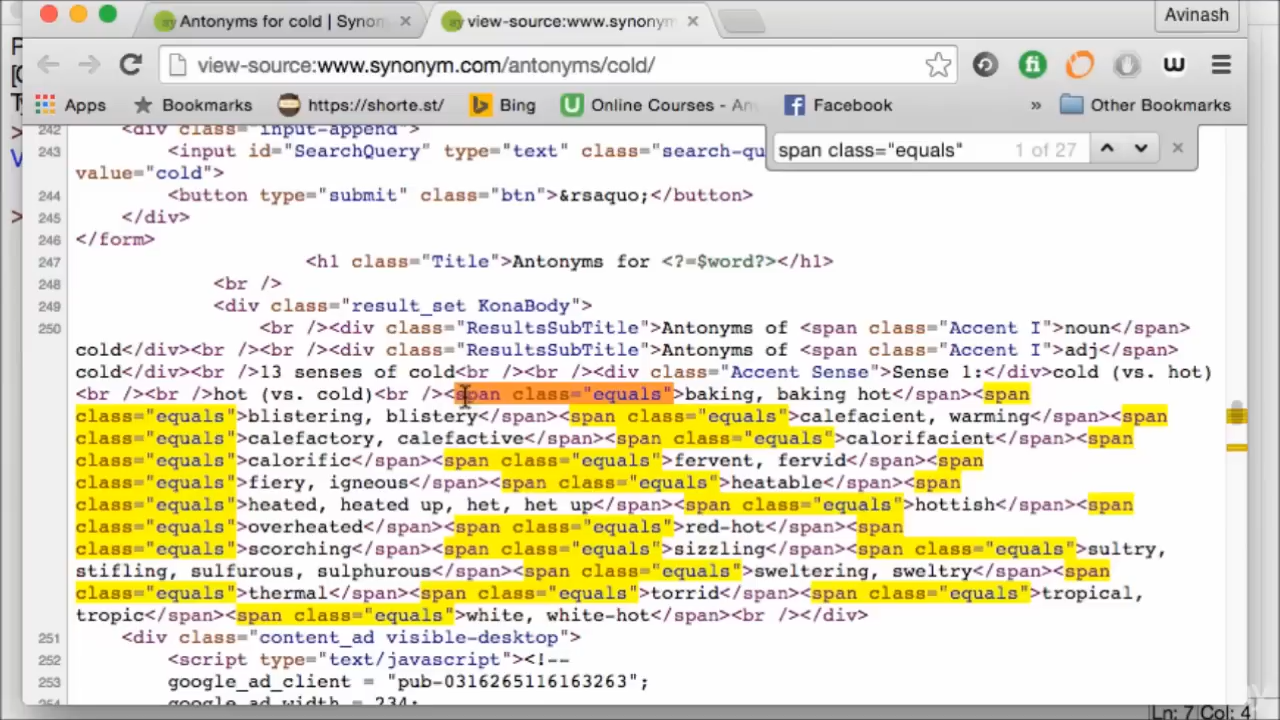 Antonyms for cold | Synon
view-source:www.synonym
Avinash
view-source:www.synonym.com/antonyms/cold/
Apps
Bookmarks
https://shorte.st/
Bing
Online Courses - An
Facebook
»
Other Bookmarks
span class="equals"
1 of 27
242 <div class="input-append">
243 <input id="SearchQuery" type="text" class="search-qu
value="cold">
244 <button type="submit" class="btn">&rsaquo;</button>
245 </div>
246 </form>
247 <h1 class="Title">Antonyms for <?=$word?></h1>
248 <br />
249 <div class="result_set KonaBody">
250 <br /><div class="ResultsSubTitle">Antonyms of <span class="Accent I">noun</span>
cold</div><br /><br /><div class="ResultsSubTitle">Antonyms of <span class="Accent I">adj</span>
cold</div><br />13 senses of cold<br /><br /><div class="Accent Sense">Sense 1:</div>cold (vs. hot)
<br /><br />hot (vs. cold)<br /><span class="equals">baking, baking hot</span><span
class="equals">blistering, blistery</span><span class="equals">calefacient, warming</span><span
class="equals">calefactory, calefactive</span><span class="equals">calorifacient</span><span
class="equals">calorific</span><span class="equals">fervent, fervid</span><span
class="equals">fiery, igneous</span><span class="equals">heatable</span><span
class="equals">heated, heated up, het, het up</span><span class="equals">hottish</span><span
class="equals">overheated</span><span class="equals">red-hot</span><span
class="equals">scorching</span><span class="equals">sizzling</span><span class="equals">sultry,
stifling, sulfurous, sulphurous</span><span class="equals">sweltering, sweltry</span><span
class="equals">thermal</span><span class="equals">torrid</span><span class="equals">tropical,
tropic</span><span class="equals">white, white-hot</span><br /></div>
251 <div class="content_ad visible-desktop">
252 <script type="text/javascript"><!--
253 google_ad_client = "pub-0316265116163263";
254 google_ad_width = 234;
Ln: 7 Col: 4